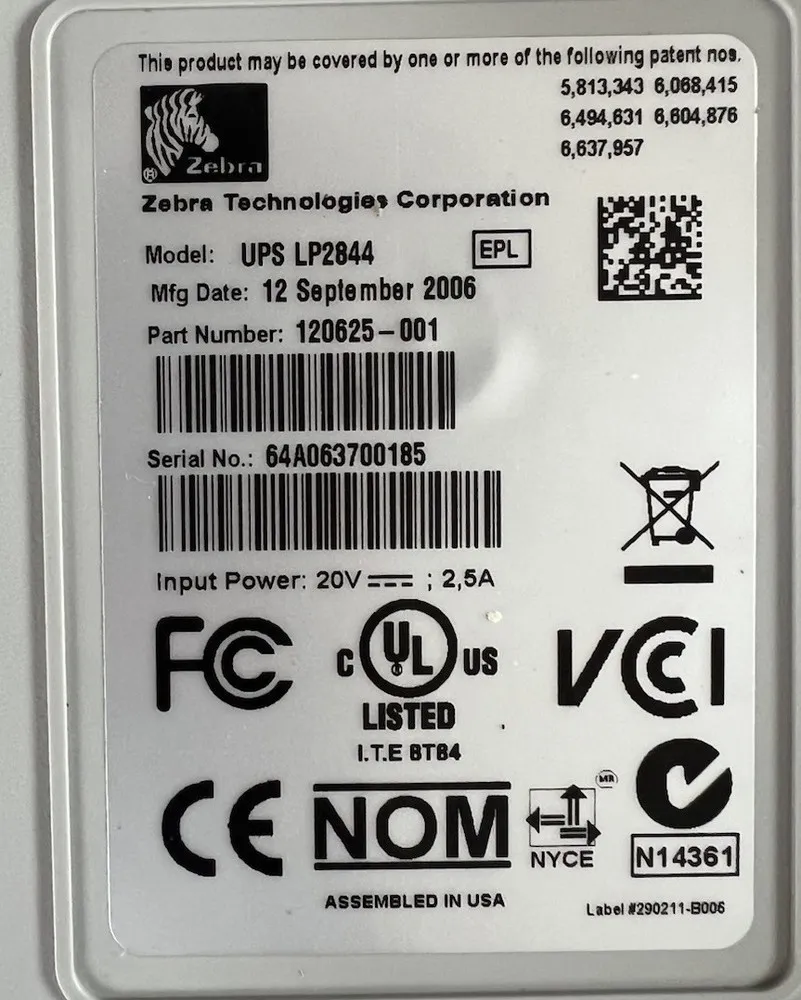 This product may be covered by one or more of the following patent nos.
5,813,343 6,068,415
6,494,631 6,604,876
6,637,957
Zebra
®
Zebra Technologies Corporation
Model: UPS LP2844
EPL
Mfg Date: 12 September 2006
Part Number: 120625-001
Serial No.: 64A063700185
Input Power: 20V ⎓ ; 2,5A
FC
C UL US
LISTED
I.T.E 8T84
VCI
CE
NOM
MR
NYCE
N14361
ASSEMBLED IN USA
Label #290211-B006